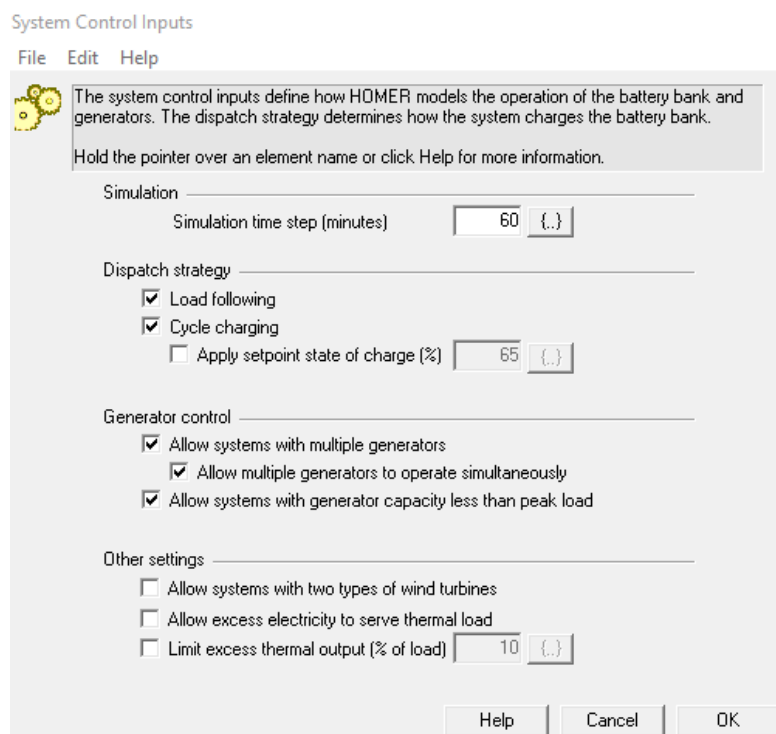 System Control Inputs
File Edit Help
The system control inputs define how HOMER models the operation of the battery bank and
generators. The dispatch strategy determines how the system charges the battery bank.
Hold the pointer over an element name or click Help for more information.
Simulation
Simulation time step (minutes) 60 {..}
Dispatch strategy
Load following
Cycle charging
Apply setpoint state of charge (%) 65 {..}
Generator control
Allow systems with multiple generators
Allow multiple generators to operate simultaneously
Allow systems with generator capacity less than peak load
Other settings
Allow systems with two types of wind turbines
Allow excess electricity to serve thermal load
Limit excess thermal output (% of load) 10 {..}
Help Cancel OK